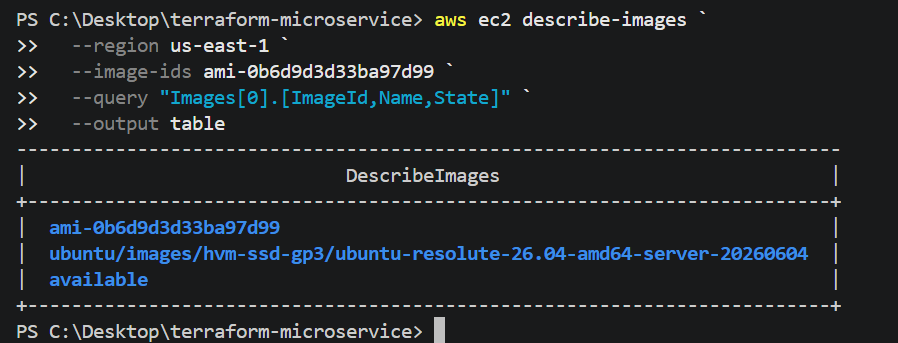 PS C:\Desktop\terraform-microservice> aws ec2 describe-images `
>>   --region us-east-1 `
>>   --image-ids ami-0b6d9d3d33ba97d99 `
>>   --query "Images[0].[ImageId,Name,State]" `
>>   --output table
---------------------------------------------------------------------------
|                             DescribeImages                              |
+-------------------------------------------------------------------------+
|  ami-0b6d9d3d33ba97d99                                                  |
|  ubuntu/images/hvm-ssd-gp3/ubuntu-resolute-26.04-amd64-server-20260604  |
|  available                                                              |
+-------------------------------------------------------------------------+
PS C:\Desktop\terraform-microservice>